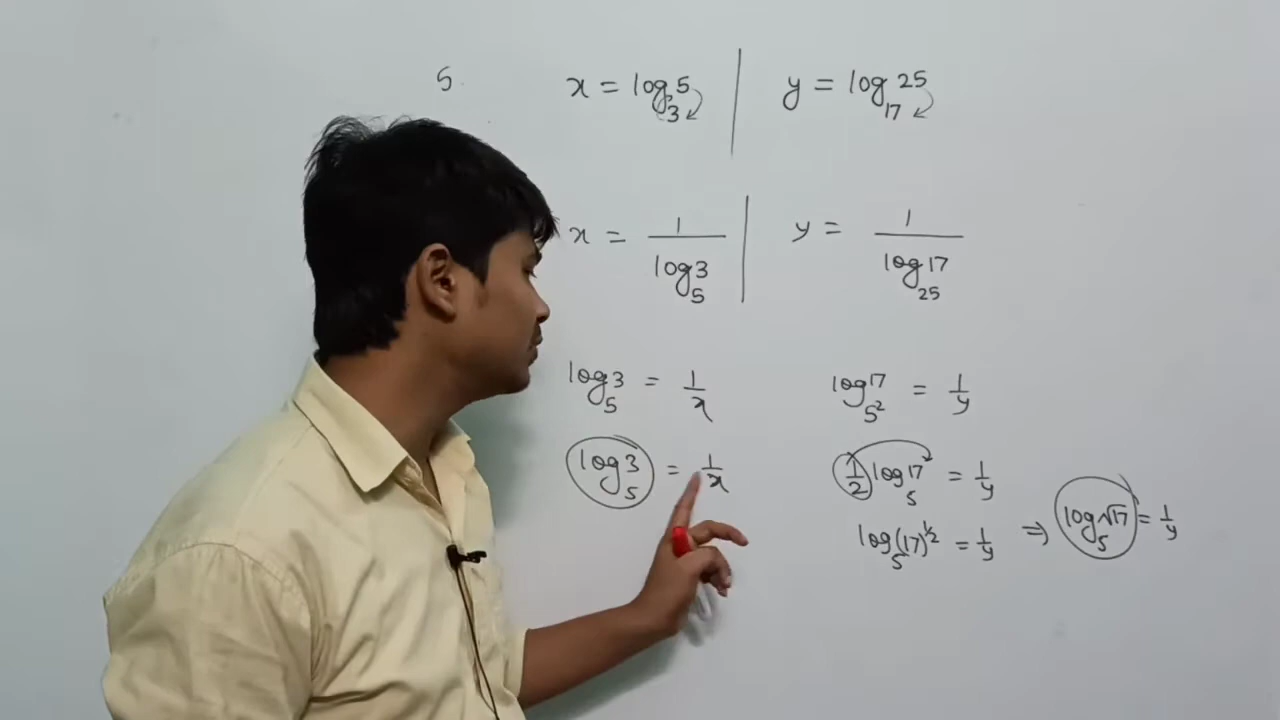 5.
x = log₃5 | y = log₁₇25
x = 1/log₅3 | y = 1/log₂₅17
log₅3 = 1/x
log₅²17 = 1/y
log₅3 = 1/x
1/2 log₅17 = 1/y
log₅(17)^1/2 = 1/y ⇒ log₅√17 = 1/y